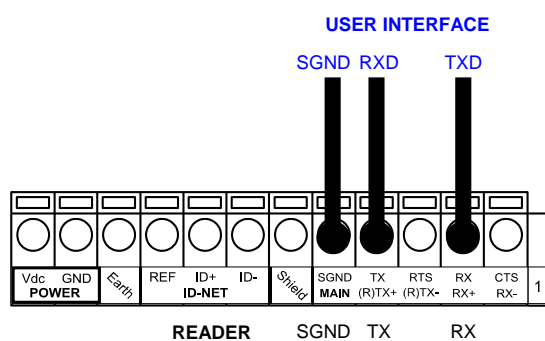 USER INTERFACE
SGND RXD TXD
Vdc GND Earth REF ID+ ID- Shield SGND TX RTS RX CTS
POWER ID-NET MAIN (R)TX+ (R)TX- RX+ RX-
1
READER SGND TX RX